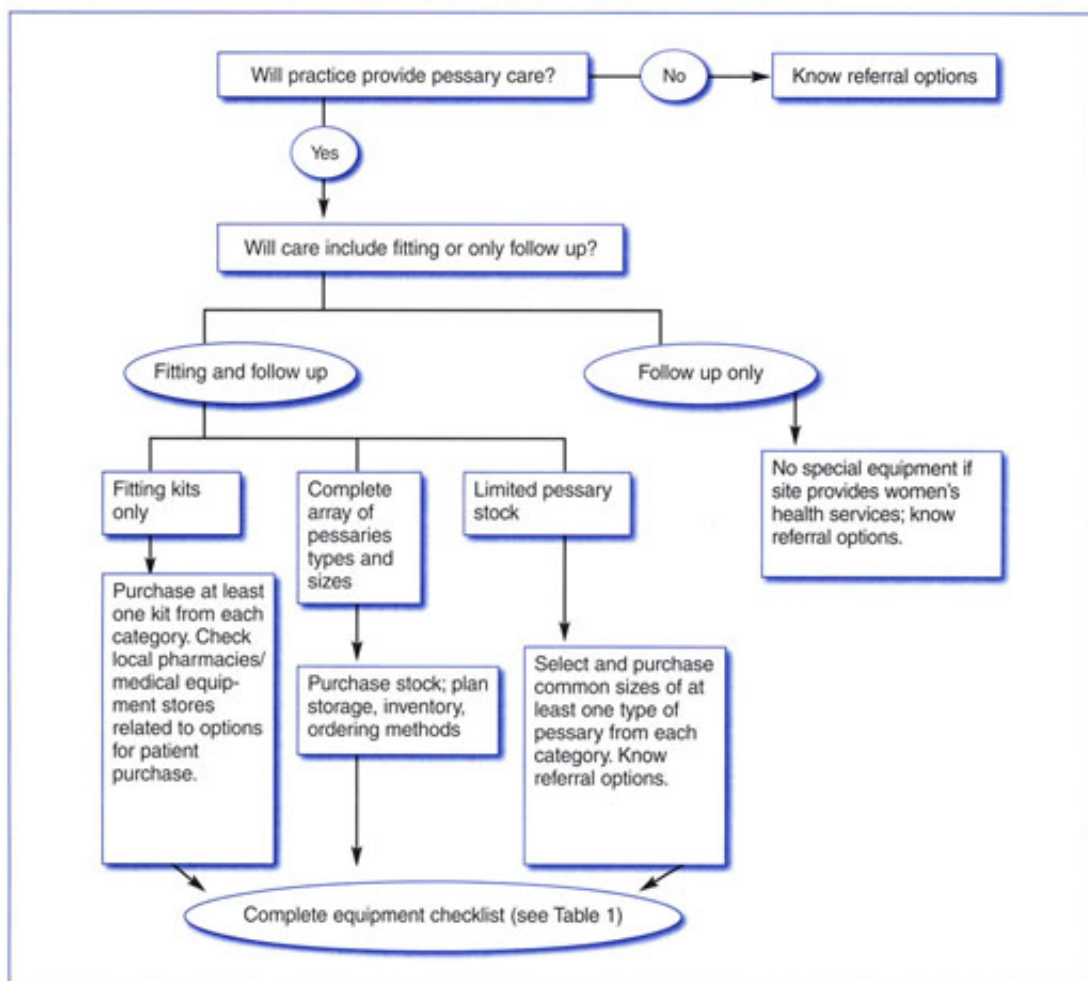 Will practice provide pessary care?
No
Know referral options
Yes
Will care include fitting or only follow up?
Fitting and follow up
Follow up only
Fitting kits
only
Complete
array of
pessaries
types and
sizes
Limited pessary
stock
No special equipment if
site provides women's
health services; know
referral options.
Purchase at least
one kit from each
category. Check
local pharmacies/
medical equip-
ment stores
related to options
for patient
purchase.
Purchase stock; plan
storage, inventory,
ordering methods
Select and purchase
common sizes of at
least one type of
pessary from each
category. Know
referral options.
Complete equipment checklist (see Table 1)